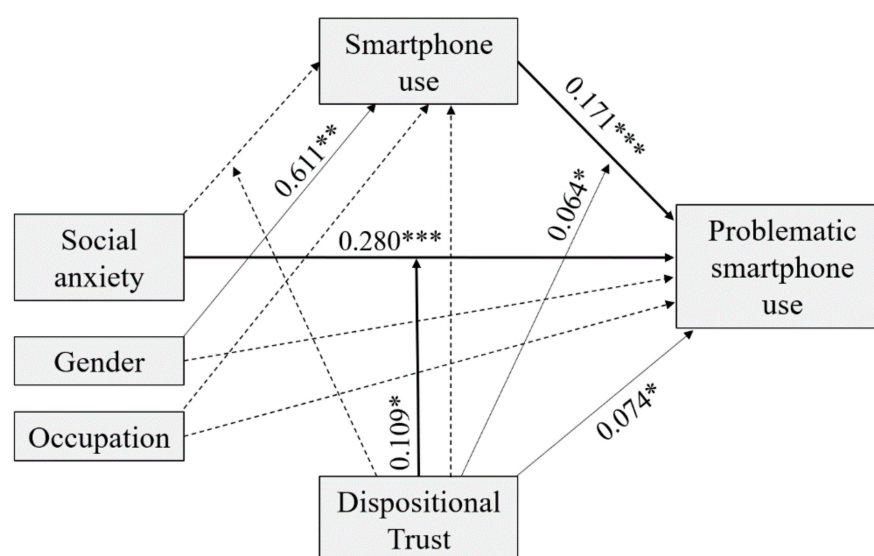 Smartphone
use
0.171***
0.611**
0.064*
Social
anxiety
0.280***
Problematic
smartphone
use
Gender
Occupation
0.109*
0.074*
Dispositional
Trust